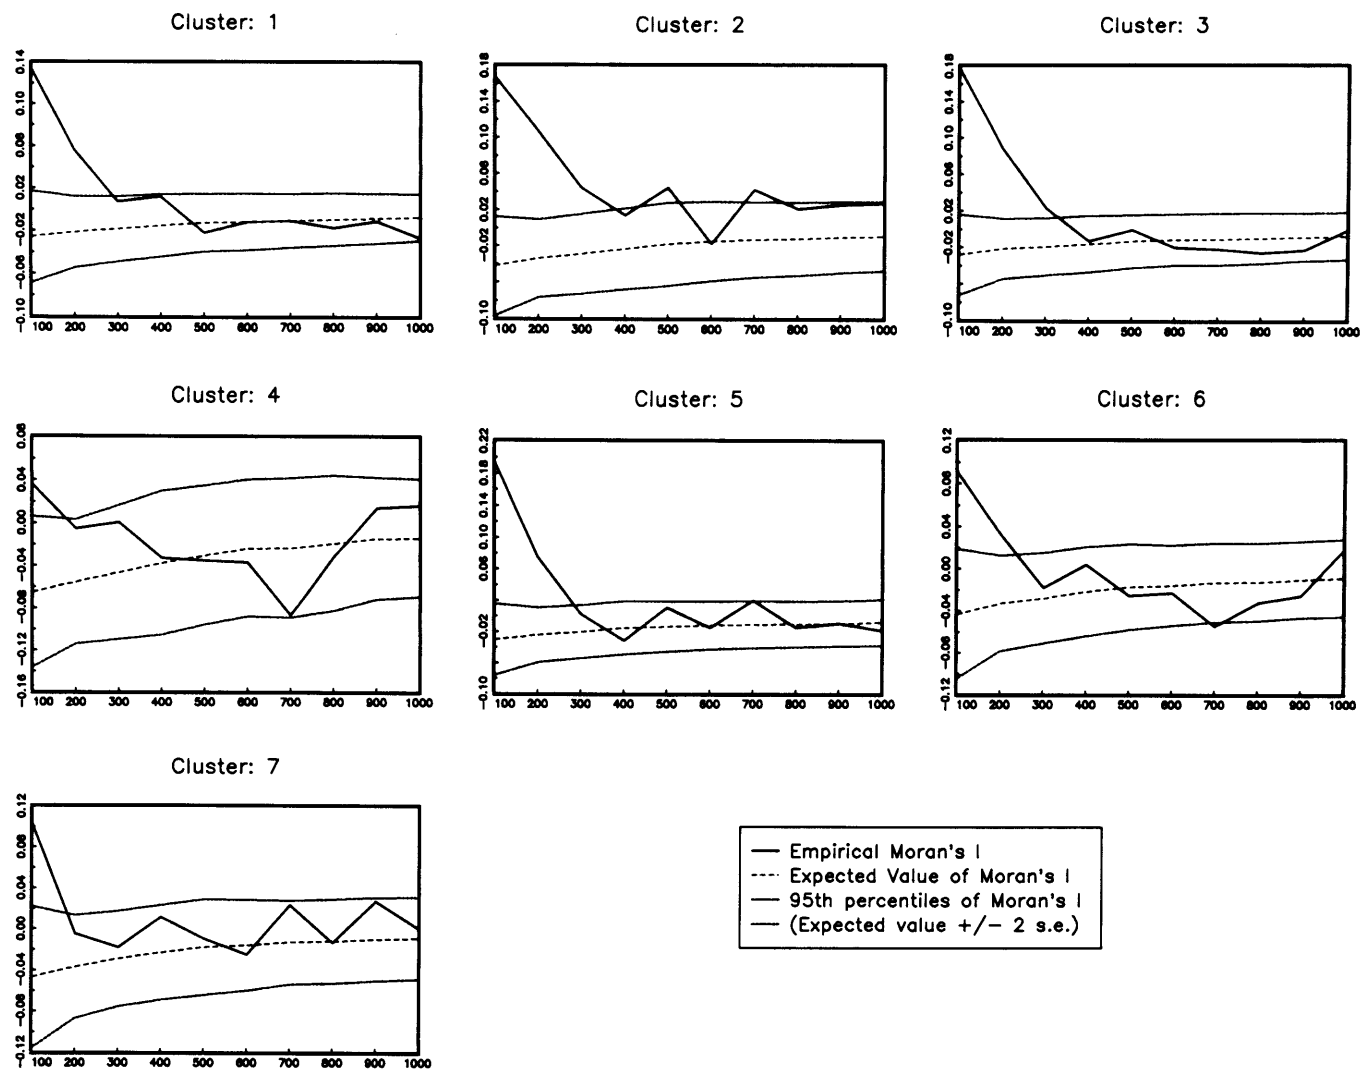 Cluster: 1
0.14
0.10
0.06
0.02
−0.02
−0.06
−0.10
100 200 300 400 500 600 700 800 900 1000
Cluster: 2
0.18
0.14
0.10
0.06
0.02
−0.02
−0.10
100 200 300 400 500 600 700 800 900 1000
Cluster: 3
0.18
0.14
0.10
0.06
0.02
−0.02
−0.10
100 200 300 400 500 600 700 800 900 1000
Cluster: 4
0.08
0.04
0.00
−0.04
−0.08
−0.12
−0.16
100 200 300 400 500 600 700 800 900 1000
Cluster: 5
0.22
0.18
0.14
0.10
0.06
−0.02
−0.10
100 200 300 400 500 600 700 800 900 1000
Cluster: 6
0.12
0.08
0.04
0.00
−0.04
−0.08
−0.12
100 200 300 400 500 600 700 800 900 1000
Cluster: 7
0.12
0.08
0.04
0.00
−0.04
−0.08
−0.12
100 200 300 400 500 600 700 800 900 1000
Empirical Moran's I
Expected Value of Moran's I
95th percentiles of Moran's I
(Expected value +/− 2 s.e.)